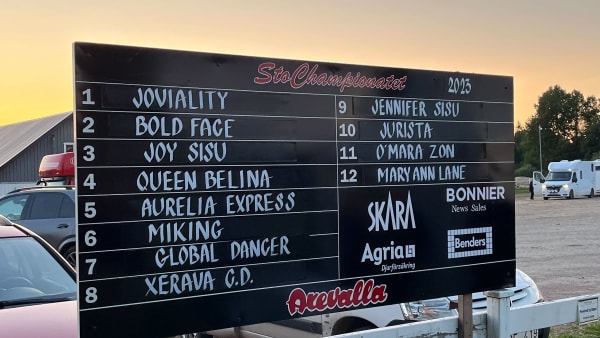 StoChampionatet 2023
1 JOVIALITY
2 BOLD FACE
3 JOY SISU
4 QUEEN BELINA
5 AURELIA EXPRESS
6 MIKING
7 GLOBAL DANCER
8 XERAVA G.D.
9 JENNIFER SISU
10 JURISTA
11 O'MARA ZON
12 MARY ANN LANE
SKARA
BONNIER
News Sales
Agria
Djurförsäkring
Benders
Axevalla